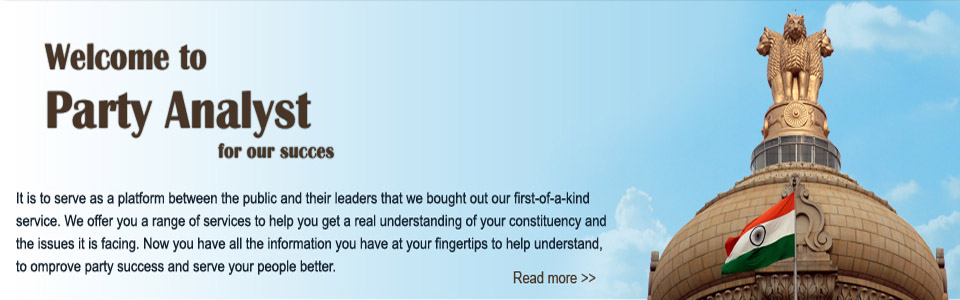 Welcome to
Party Analyst
for our succes
It is to serve as a platform between the public and their leaders that we bought out our first-of-a-kind
service. We offer you a range of services to help you get a real understanding of your constituency and
the issues it is facing. Now you have all the information you have at your fingertips to help understand,
to omprove party success and serve your people better.
Read more >>